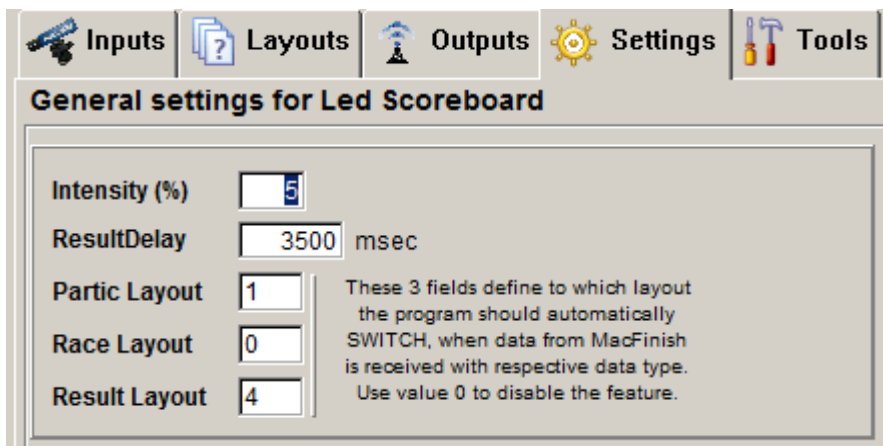 Inputs Layouts Outputs Settings Tools
General settings for Led Scoreboard
Intensity (%) 5
ResultDelay 3500 msec
Partic Layout 1
Race Layout 0
Result Layout 4
These 3 fields define to which layout
the program should automatically
SWITCH, when data from MacFinish
is received with respective data type.
Use value 0 to disable the feature.